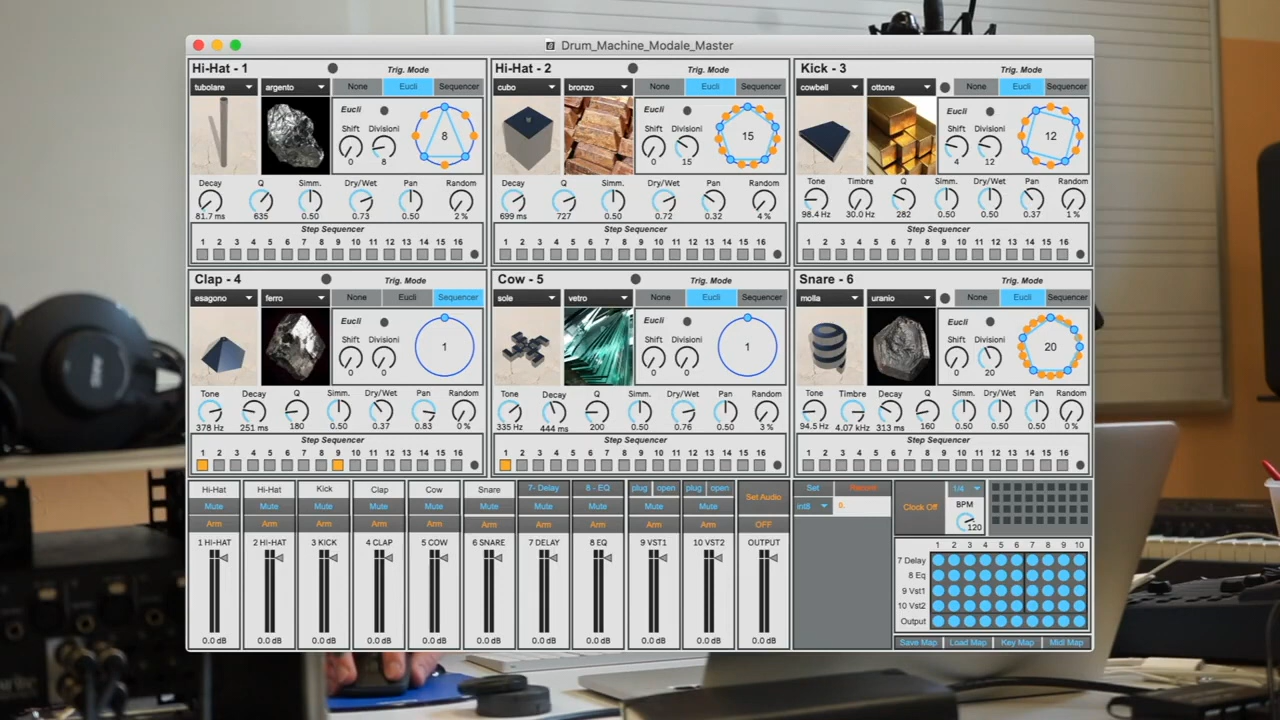 Drum_Machine_Modale_Master
Hi-Hat - 1 Trig. Mode
tubolare argento None Eucli Sequencer
Eucli
Shift Divisioni 8
0 8
Decay Q Simm. Dry/Wet Pan Random
81.7 ms 635 0.50 0.73 0.50 2 %
Step Sequencer
1 2 3 4 5 6 7 8 9 10 11 12 13 14 15 16
Hi-Hat - 2 Trig. Mode
cubo bronzo None Eucli Sequencer
Eucli
Shift Divisioni 15
0 15
Decay Q Simm. Dry/Wet Pan Random
699 ms 727 0.50 0.72 0.32 4 %
Step Sequencer
1 2 3 4 5 6 7 8 9 10 11 12 13 14 15 16
Kick - 3 Trig. Mode
cowbell ottone None Eucli Sequencer
Eucli
Shift Divisioni 12
4 12
Tone Timbre Q Simm. Dry/Wet Pan Random
98.4 Hz 30.0 Hz 282 0.50 0.50 0.37 1 %
Step Sequencer
1 2 3 4 5 6 7 8 9 10 11 12 13 14 15 16
Clap - 4 Trig. Mode
esagono ferro None Eucli Sequencer
Eucli
Shift Divisioni 1
0 0
Tone Decay Q Simm. Dry/Wet Pan Random
378 Hz 251 ms 180 0.50 0.37 0.83 0 %
Step Sequencer
1 2 3 4 5 6 7 8 9 10 11 12 13 14 15 16
Cow - 5 Trig. Mode
sole vetro None Eucli Sequencer
Eucli
Shift Divisioni 1
0 0
Tone Decay Q Simm. Dry/Wet Pan Random
335 Hz 444 ms 200 0.50 0.76 0.50 3 %
Step Sequencer
1 2 3 4 5 6 7 8 9 10 11 12 13 14 15 16
Snare - 6 Trig. Mode
molla uranio None Eucli Sequencer
Eucli
Shift Divisioni 20
0 20
Tone Timbre Decay Q Simm. Dry/Wet Pan Random
94.5 Hz 4.07 kHz 313 ms 160 0.50 0.50 0.50 0 %
Step Sequencer
1 2 3 4 5 6 7 8 9 10 11 12 13 14 15 16
Hi-Hat Hi-Hat Kick Clap Cow Snare 7- Delay 8 - EQ plug open plug open Set Audio
Mute Mute Mute Mute Mute Mute Mute Mute Mute Mute
Arm Arm Arm Arm Arm Arm Arm Arm Arm Arm OFF
1 HI-HAT 2 HI-HAT 3 KICK 4 CLAP 5 COW 6 SNARE 7 DELAY 8 EQ 9 VST1 10 VST2 OUTPUT
0.0 dB 0.0 dB 0.0 dB 0.0 dB 0.0 dB 0.0 dB 0.0 dB 0.0 dB 0.0 dB 0.0 dB 0.0 dB
Set Record
int8 0.
Clock Off 1/4
BPM
120
1 2 3 4 5 6 7 8 9 10
7 Delay
8 Eq
9 Vst1
10 Vst2
Output
Save Map Load Map Key Map Midi Map